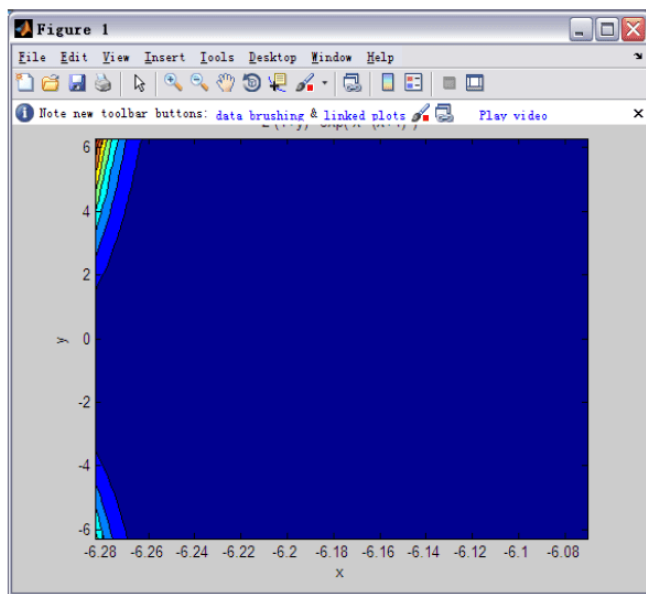 Figure 1
File Edit View Insert Tools Desktop Window Help
Note new toolbar buttons: data brushing & linked plots Play video
6
4
2
y 0
-2
-4
-6
-6.28 -6.26 -6.24 -6.22 -6.2 -6.18 -6.16 -6.14 -6.12 -6.1 -6.08
x